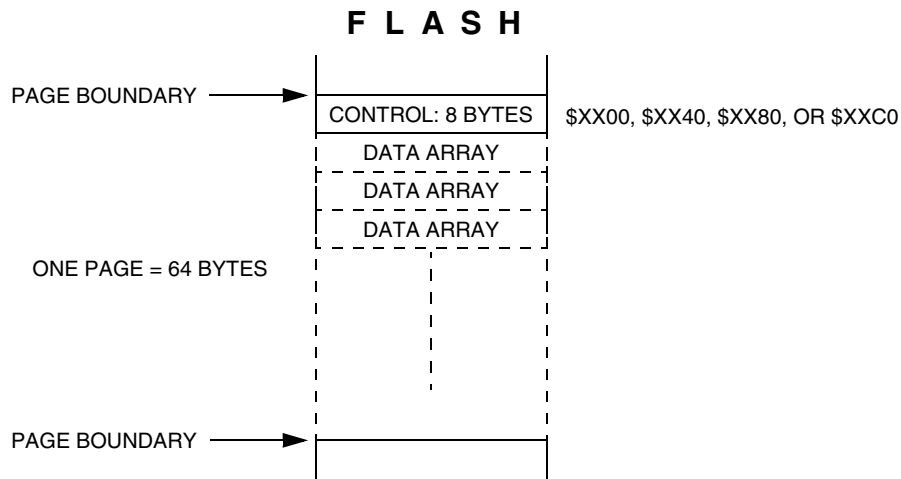 F L A S H
PAGE BOUNDARY
CONTROL: 8 BYTES
$XX00, $XX40, $XX80, OR $XXC0
DATA ARRAY
DATA ARRAY
DATA ARRAY
ONE PAGE = 64 BYTES
PAGE BOUNDARY